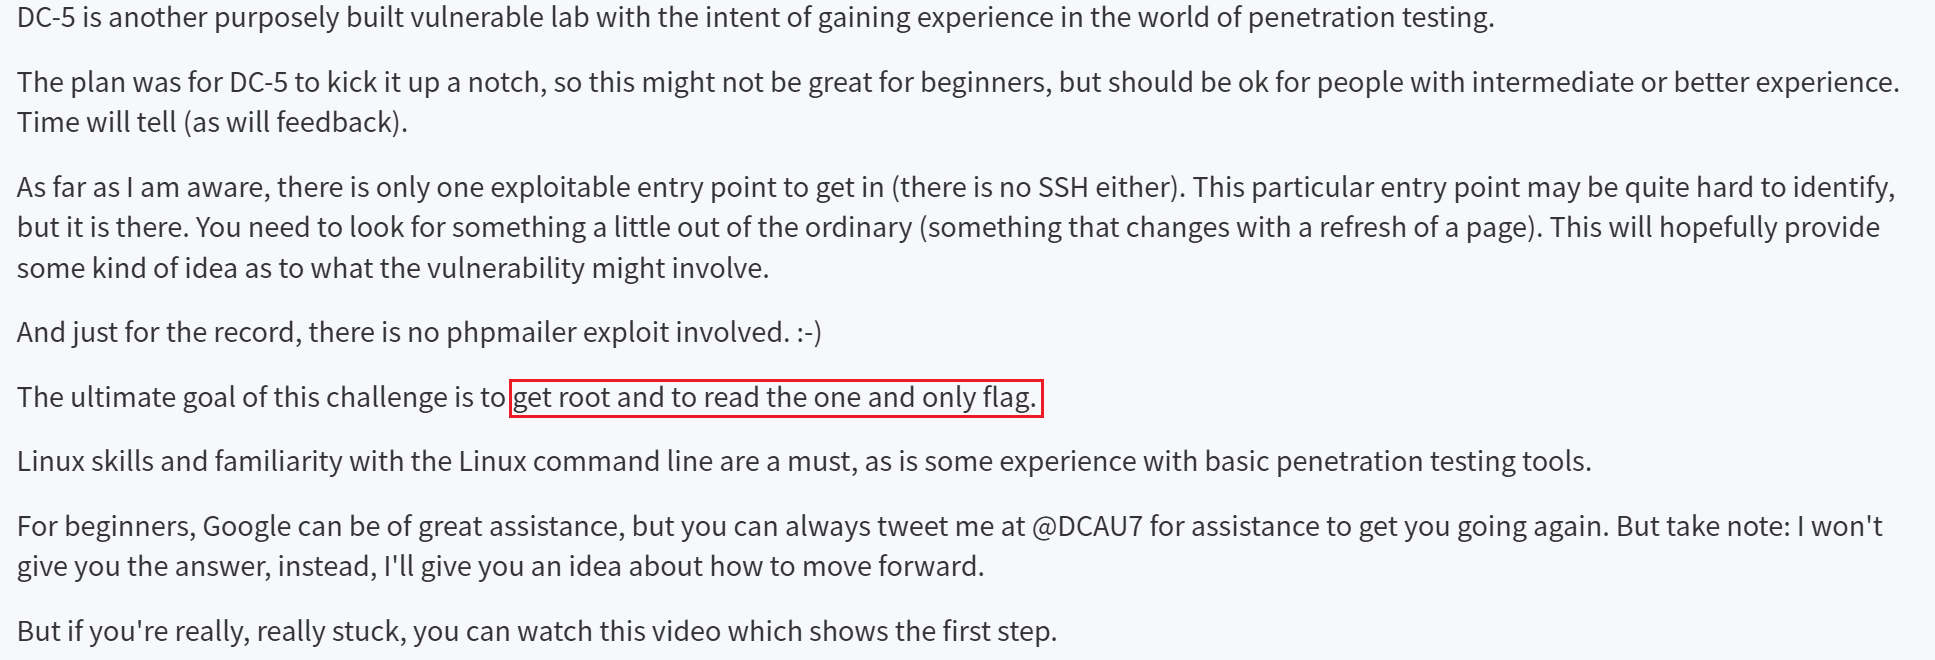 DC-5 is another purposely built vulnerable lab with the intent of gaining experience in the world of penetration testing.
The plan was for DC-5 to kick it up a notch, so this might not be great for beginners, but should be ok for people with intermediate or better experience.
Time will tell (as will feedback).
As far as I am aware, there is only one exploitable entry point to get in (there is no SSH either). This particular entry point may be quite hard to identify,
but it is there. You need to look for something a little out of the ordinary (something that changes with a refresh of a page). This will hopefully provide
some kind of idea as to what the vulnerability might involve.
And just for the record, there is no phpmailer exploit involved. :-)
The ultimate goal of this challenge is to get root and to read the one and only flag.
Linux skills and familiarity with the Linux command line are a must, as is some experience with basic penetration testing tools.
For beginners, Google can be of great assistance, but you can always tweet me at @DCAU7 for assistance to get you going again. But take note: I won't
give you the answer, instead, I'll give you an idea about how to move forward.
But if you're really, really stuck, you can watch this video which shows the first step.